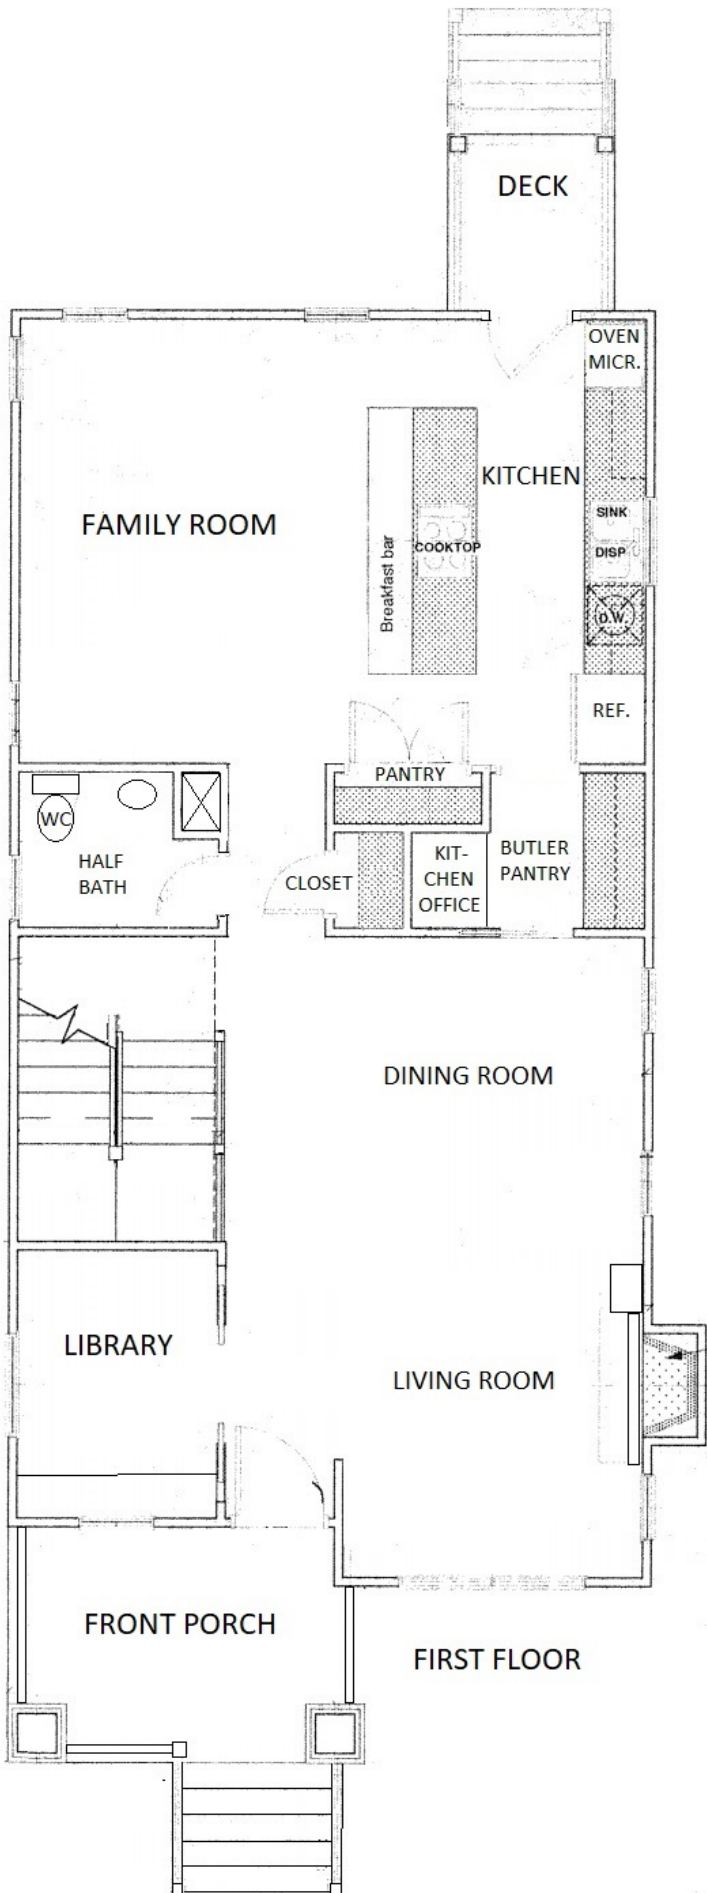 DECK
OVEN
MICR.
KITCHEN
FAMILY ROOM
SINK
COOKTOP
DISP
Breakfast bar
D.W.
REF.
PANTRY
WC
HALF
BATH
CLOSET
KIT-
CHEN
OFFICE
BUTLER
PANTRY
DINING ROOM
LIBRARY
LIVING ROOM
FRONT PORCH
FIRST FLOOR